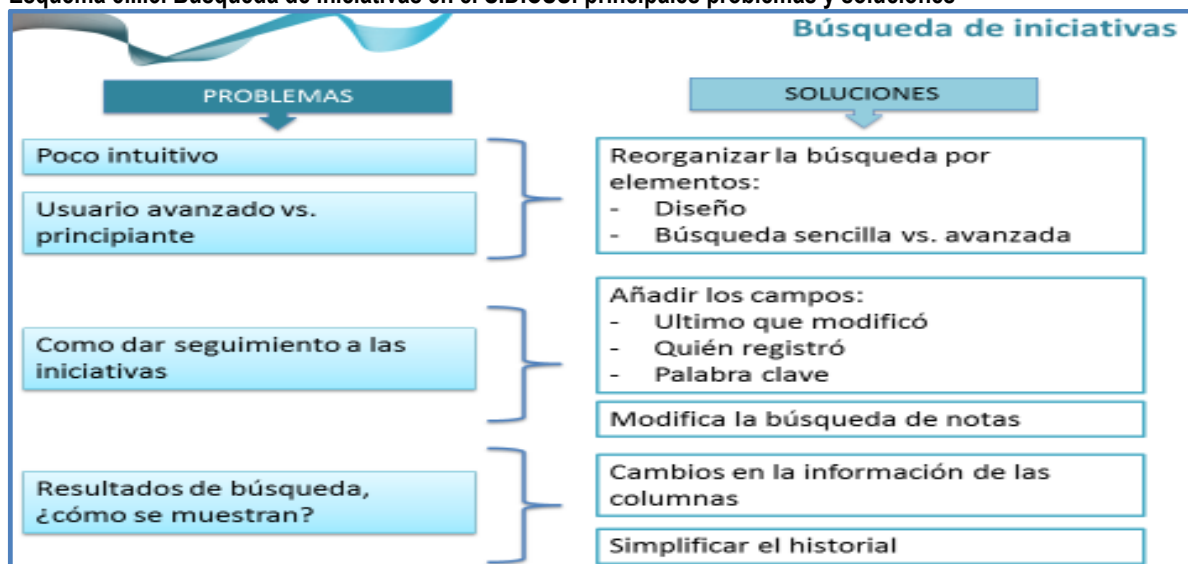 Búsqueda de iniciativas
PROBLEMAS
SOLUCIONES
Poco intuitivo
Usuario avanzado vs.
principiante
Reorganizar la búsqueda por
elementos:
- Diseño
- Búsqueda sencilla vs. avanzada
Como dar seguimiento a las
iniciativas
Añadir los campos:
- Ultimo que modificó
- Quién registró
- Palabra clave
Modifica la búsqueda de notas
Resultados de búsqueda,
¿cómo se muestran?
Cambios en la información de las
columnas
Simplificar el historial